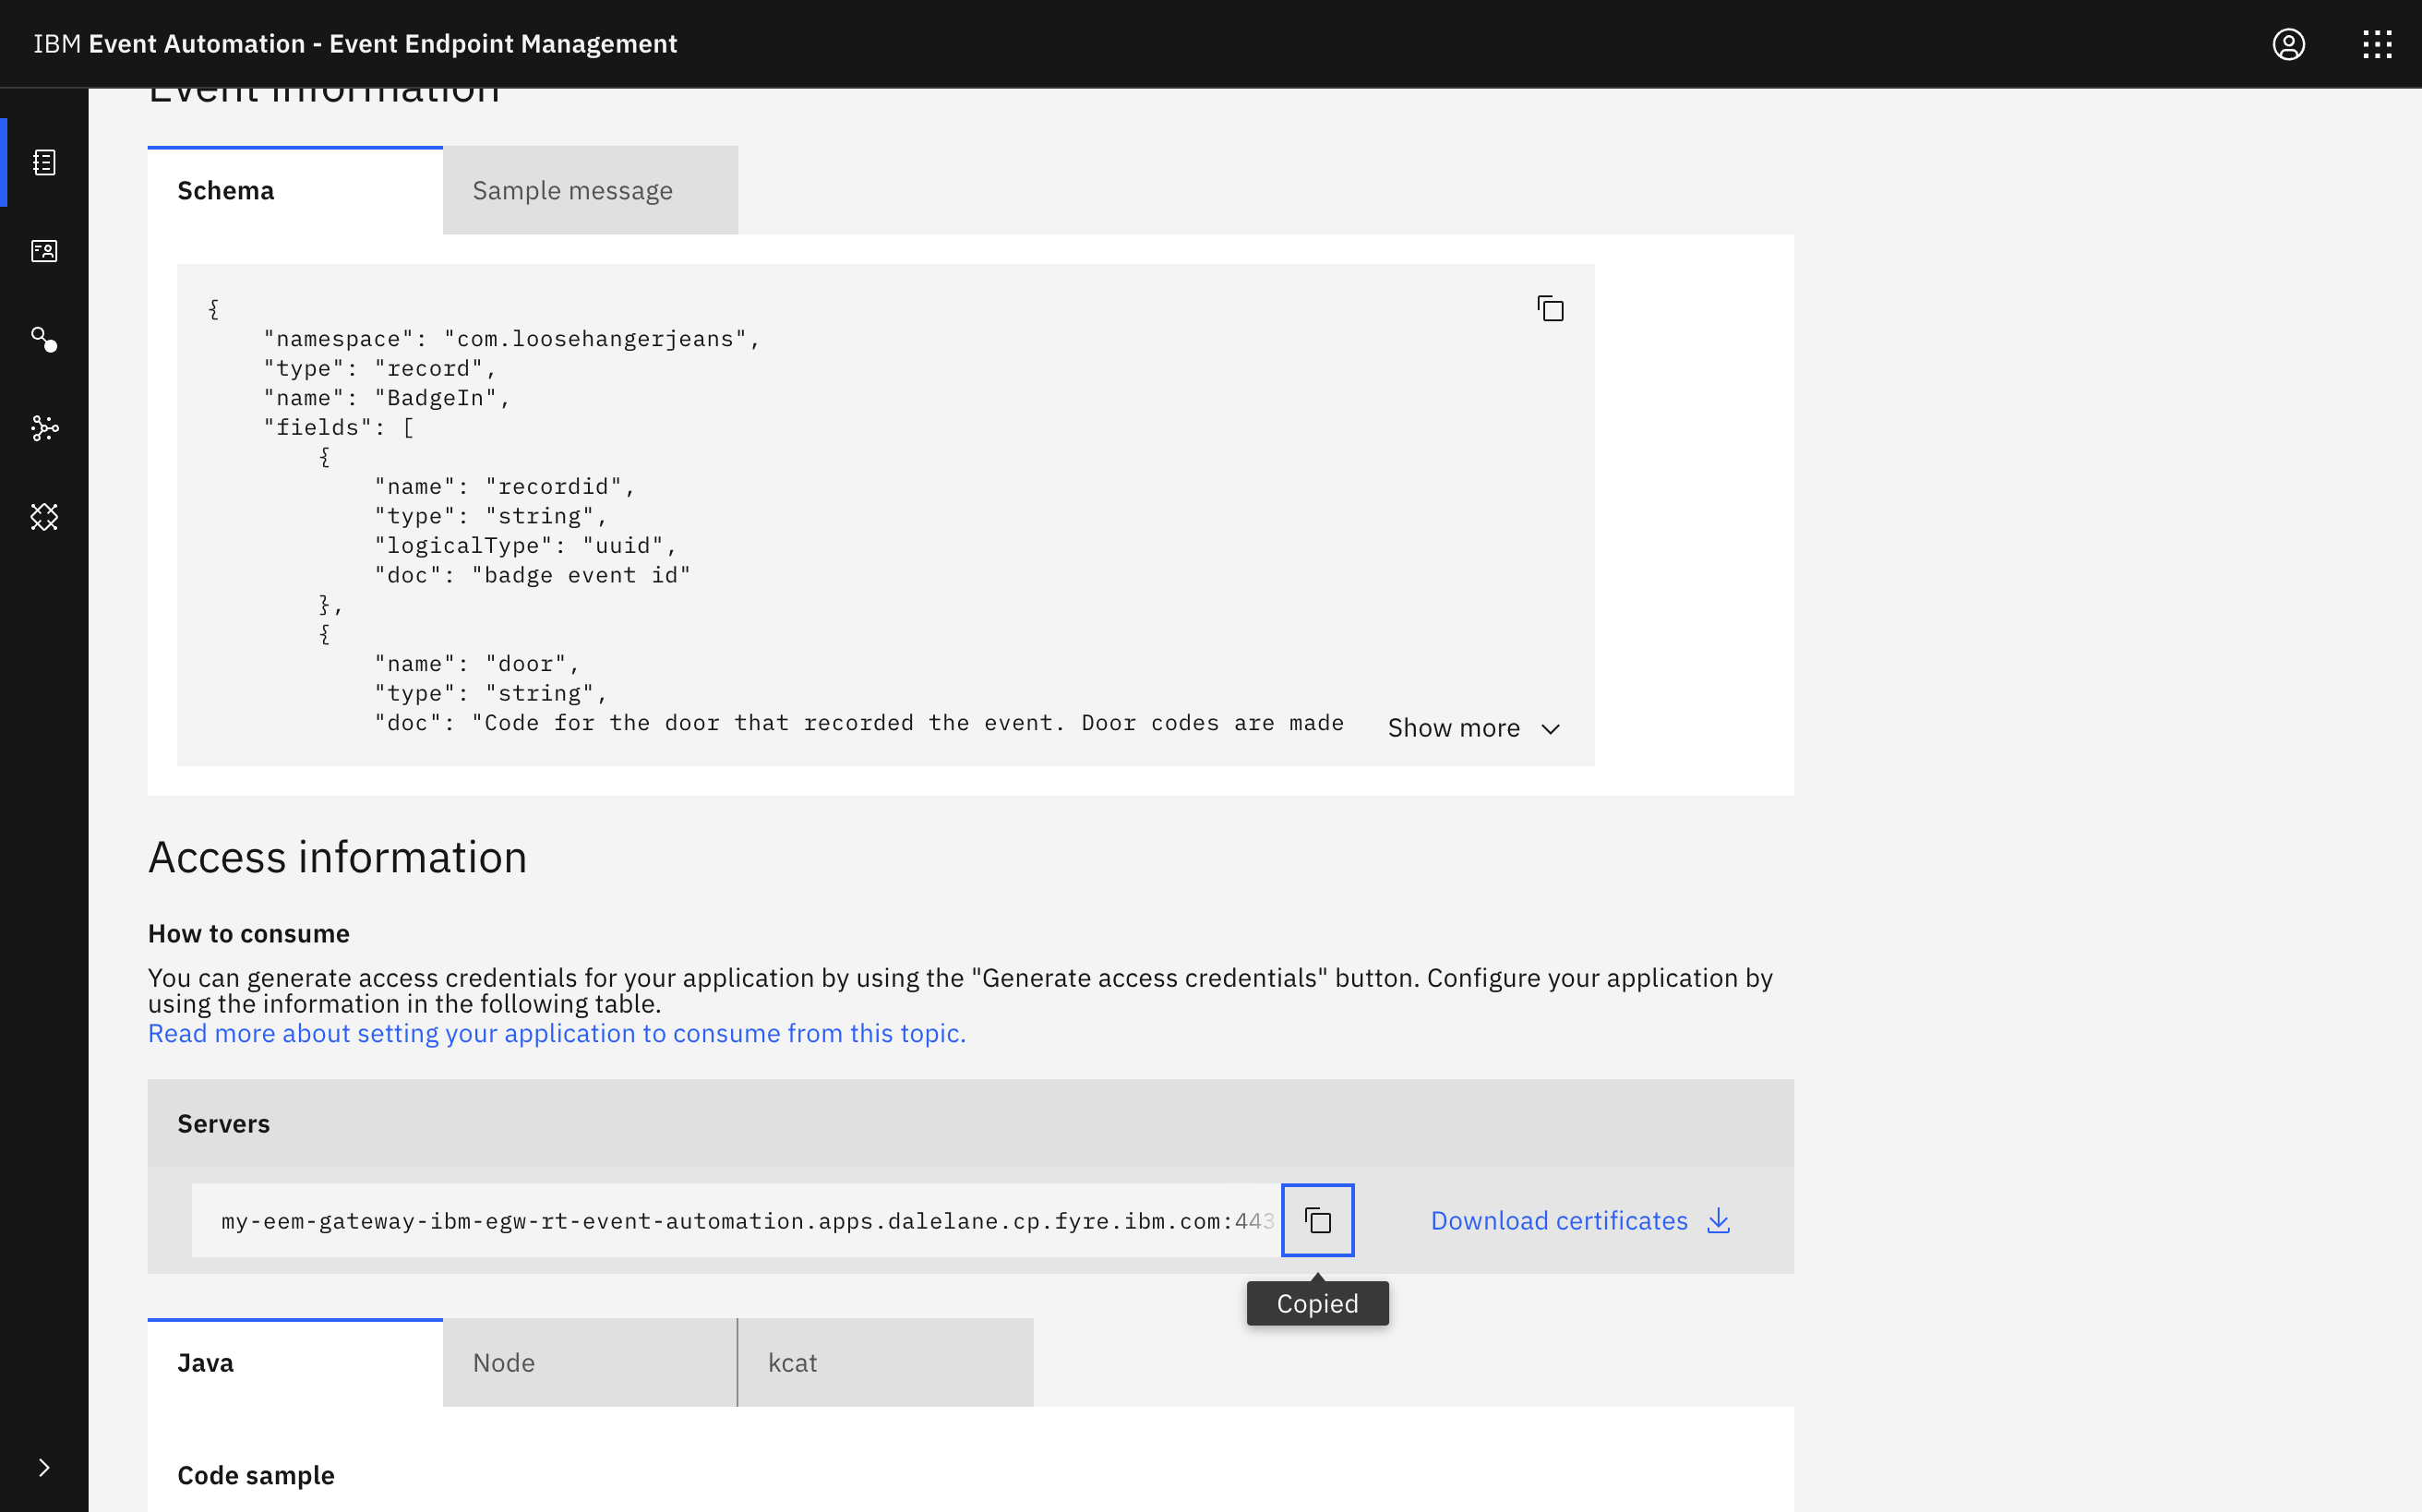 IBM Event Automation - Event Endpoint Management
Event information
Schema
Sample message
{
    "namespace": "com.loosehangerjeans",
    "type": "record",
    "name": "BadgeIn",
    "fields": [
        {
            "name": "recordid",
            "type": "string",
            "logicalType": "uuid",
            "doc": "badge event id"
        },
        {
            "name": "door",
            "type": "string",
            "doc": "Code for the door that recorded the event. Door codes are made
Show more
Access information
How to consume
You can generate access credentials for your application by using the "Generate access credentials" button. Configure your application by
using the information in the following table.
Read more about setting your application to consume from this topic.
Servers
my-eem-gateway-ibm-egw-rt-event-automation.apps.dalelane.cp.fyre.ibm.com:443
Download certificates
Copied
Java
Node
kcat
Code sample